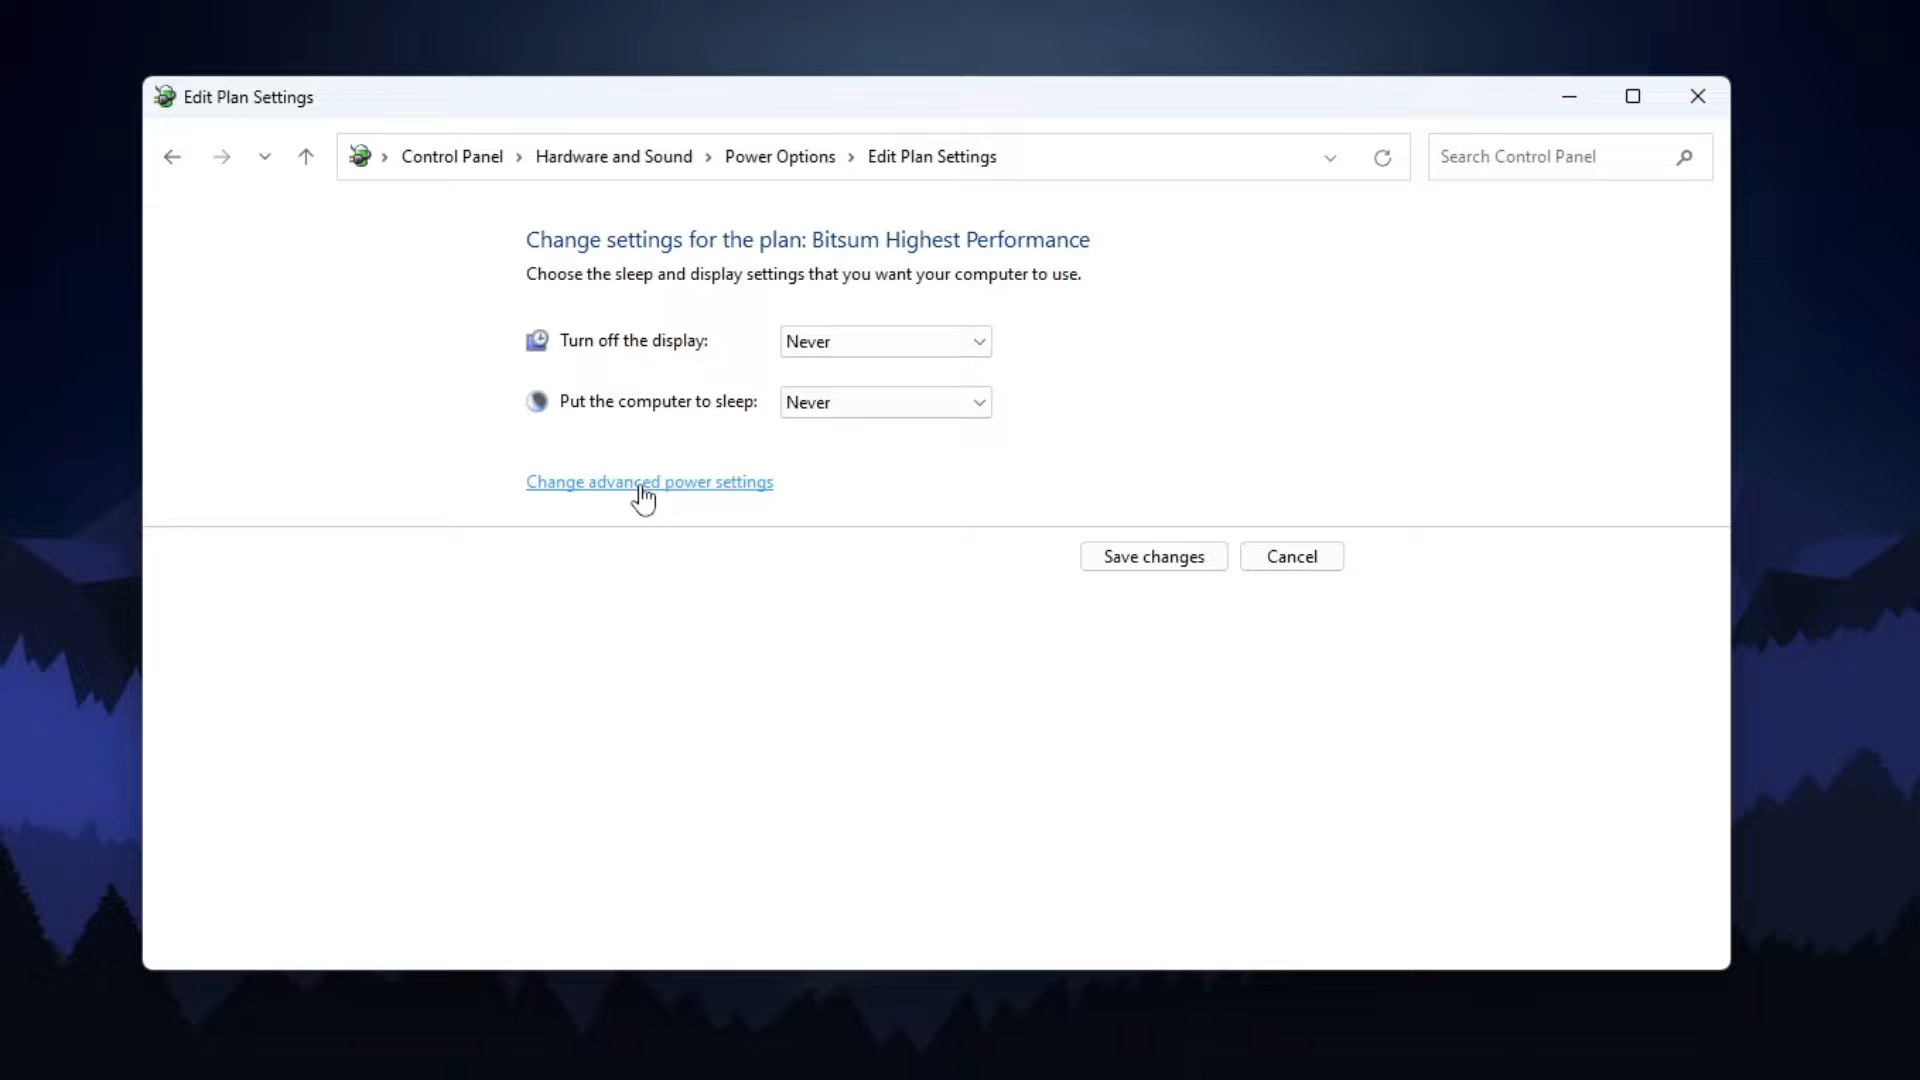 Edit Plan Settings
Control Panel › Hardware and Sound › Power Options › Edit Plan Settings
Search Control Panel
Change settings for the plan: Bitsum Highest Performance
Choose the sleep and display settings that you want your computer to use.
Turn off the display: Never
Put the computer to sleep: Never
Change advanced power settings
Save changes Cancel